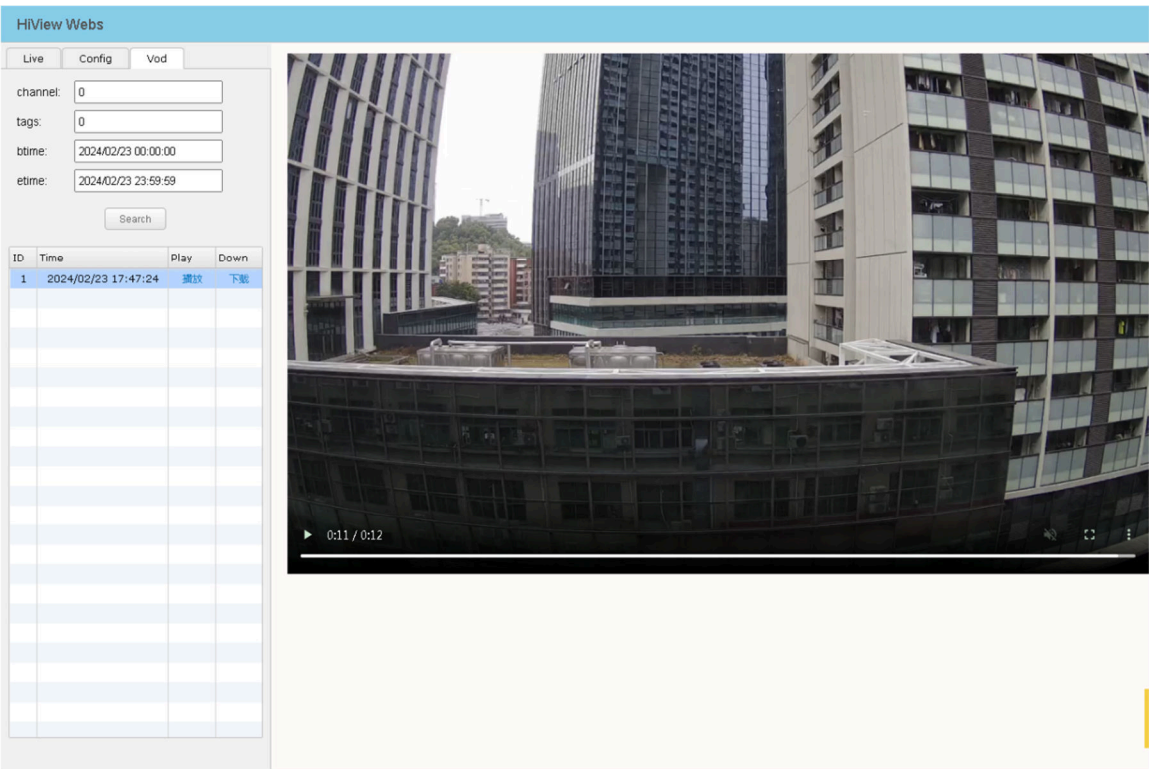 HiView Webs
Live Config Vod
channel: 0
tags: 0
btime: 2024/02/23 00:00:00
etime: 2024/02/23 23:59:59
Search
ID Time Play Down
1 2024/02/23 17:47:24 播放 下载
0:11 / 0:12